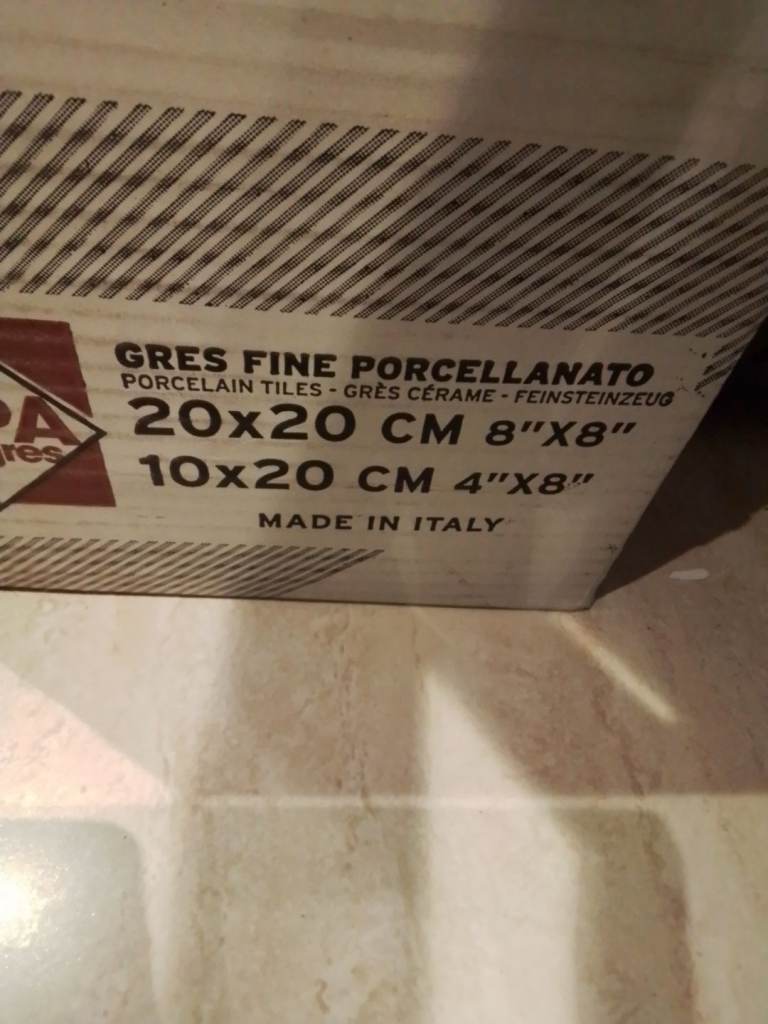 GRES FINE PORCELLANATO
PORCELAIN TILES - GRÈS CÉRAME - FEINSTEINZEUG
20x20 CM 8"X8"
10x20 CM 4"X8"
MADE IN ITALY